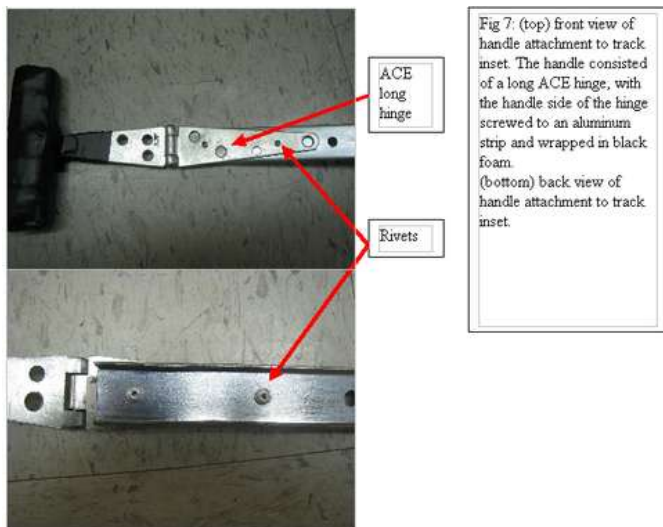 ACE
long
hinge
Rivets
Fig 7: (top) front view of
handle attachment to track
inset. The handle consisted
of a long ACE hinge, with
the handle side of the hinge
screwed to an aluminum
strip and wrapped in black
foam.
(bottom) back view of
handle attachment to track
inset.